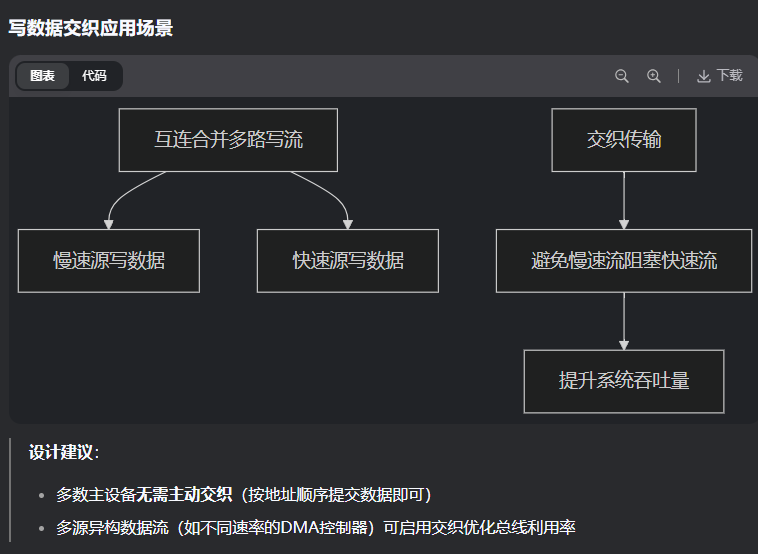 写数据交织应用场景
图表 代码 下载
互连合并多路写流 交织传输
慢速源写数据 快速源写数据 避免慢速流阻塞快速流
提升系统吞吐量
设计建议：
多数主设备无需主动交织（按地址顺序提交数据即可）
多源异构数据流（如不同速率的DMA控制器）可启用交织优化总线利用率